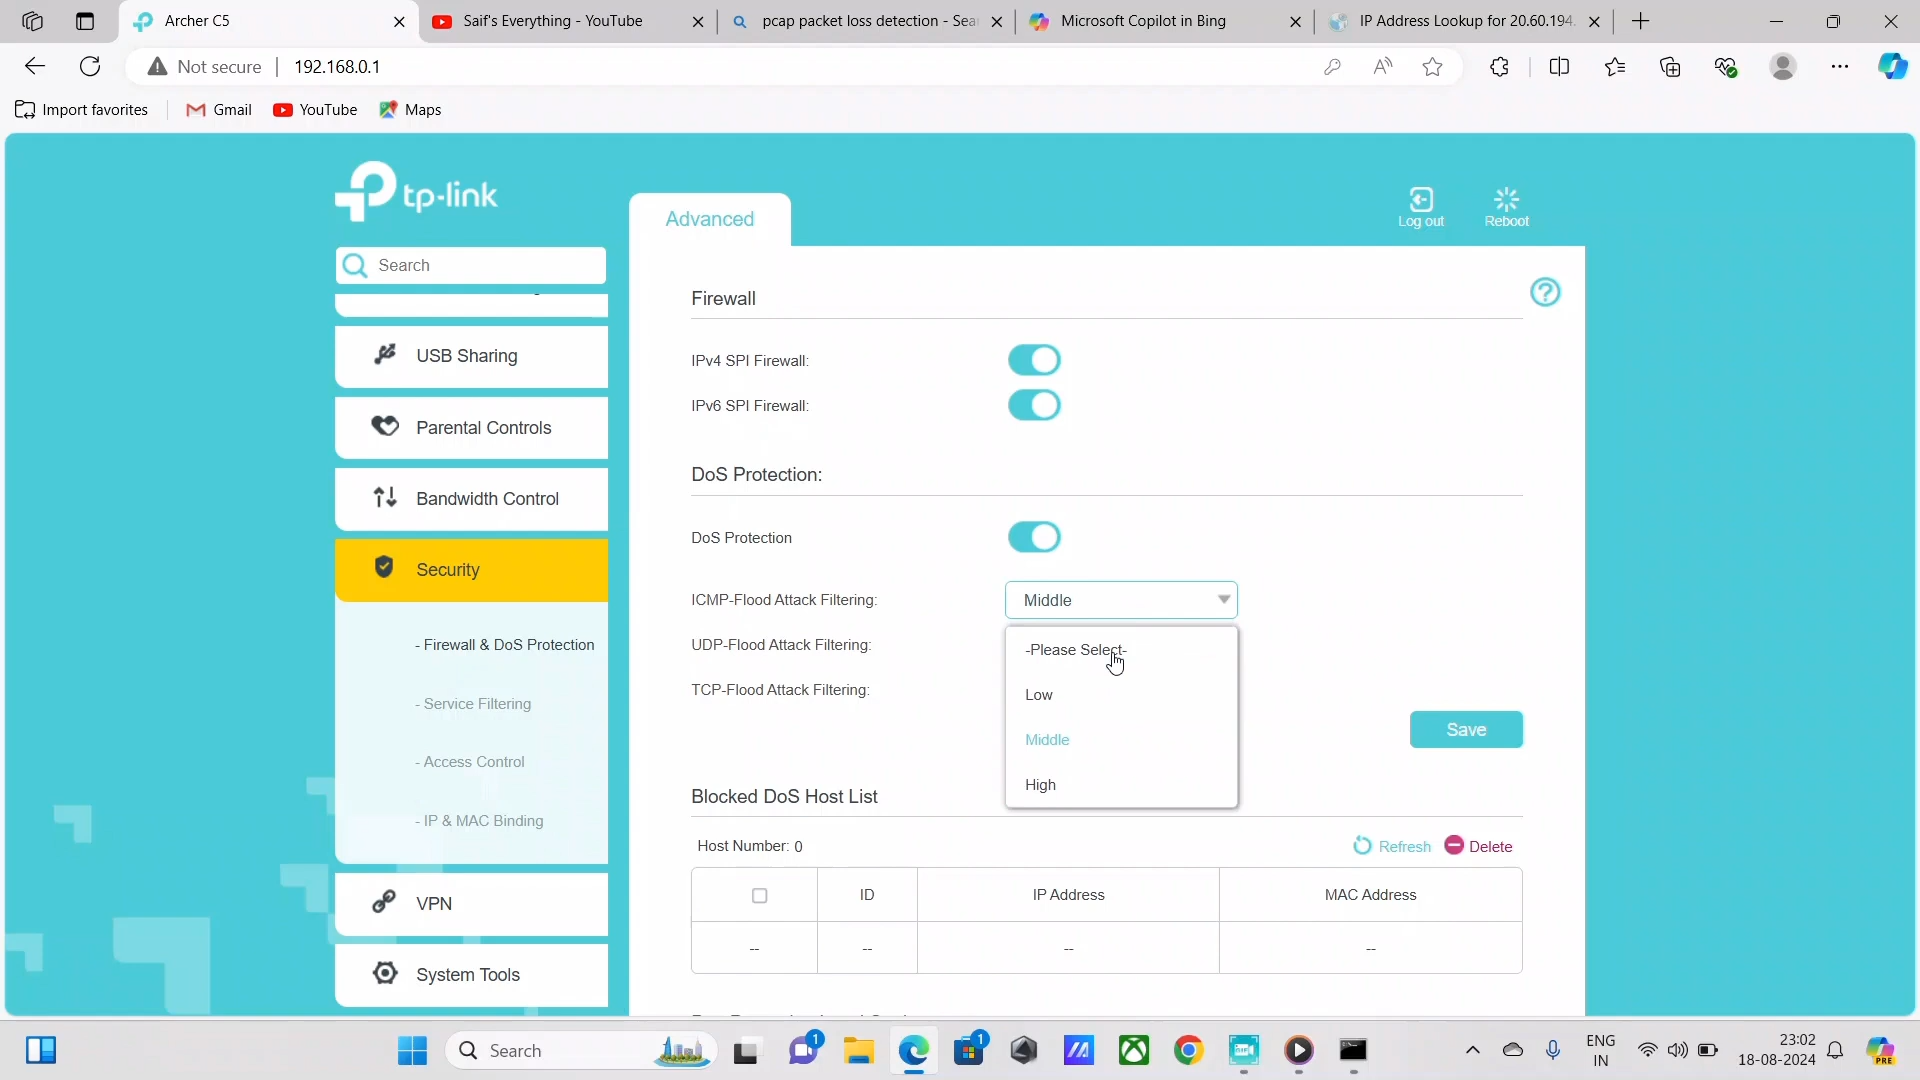 Archer C5
Saif's Everything - YouTube
pcap packet loss detection - Sea
Microsoft Copilot in Bing
IP Address Lookup for 20.60.194.
Not secure
192.168.0.1
Import favorites
Gmail
YouTube
Maps
tp-link
Advanced
Log out
Reboot
Search
Firewall
USB Sharing
IPv4 SPI Firewall:
IPv6 SPI Firewall:
Parental Controls
DoS Protection:
Bandwidth Control
DoS Protection
Security
ICMP-Flood Attack Filtering:
Middle
- Firewall & DoS Protection
UDP-Flood Attack Filtering:
-Please Select-
TCP-Flood Attack Filtering:
Low
- Service Filtering
Save
Middle
- Access Control
High
Blocked DoS Host List
- IP & MAC Binding
Host Number: 0
Refresh
Delete
ID
IP Address
MAC Address
VPN
--
--
--
--
System Tools
Search
1
1
ENG
IN
23:02
18-08-2024
PRE